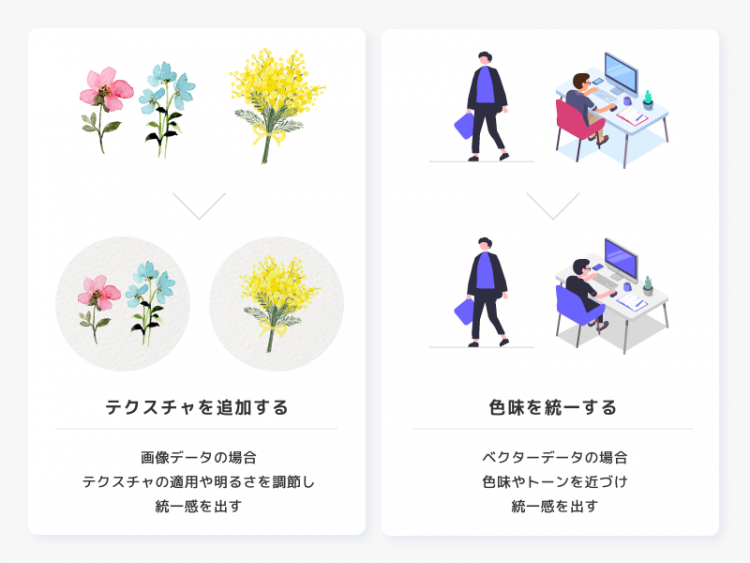 テクスチャを追加する
画像データの場合
テクスチャの適用や明るさを調節し
統一感を出す
色味を統一する
ベクターデータの場合
色味やトーンを近づけ
統一感を出す